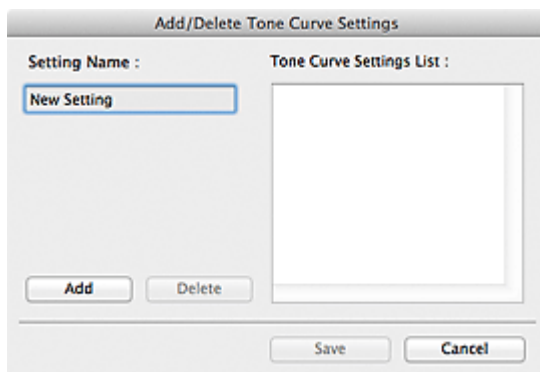 Add/Delete Tone Curve Settings
Setting Name :
Tone Curve Settings List :
New Setting
Add
Delete
Save
Cancel